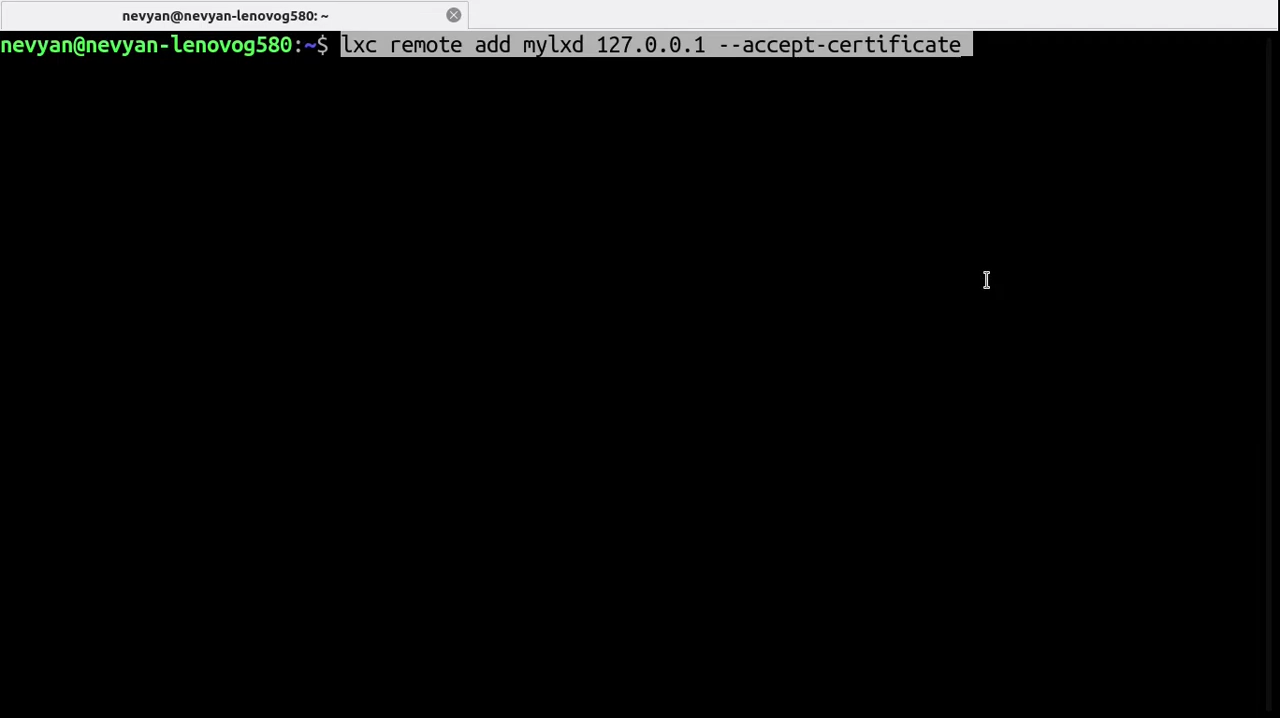 nevyan@nevyan-lenovog580: ~
nevyan@nevyan-lenovog580:~$ lxc remote add mylxd 127.0.0.1 --accept-certificate